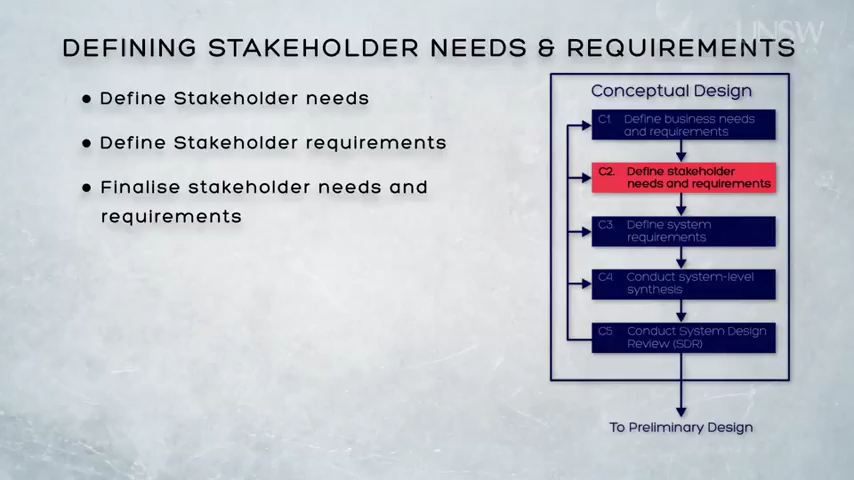 UNSW
DEFINING STAKEHOLDER NEEDS & REQUIREMENTS
● Define Stakeholder needs
● Define Stakeholder requirements
● Finalise stakeholder needs and
requirements
Conceptual Design
C1. Define business needs
and requirements
C2. Define stakeholder
needs and requirements
C3. Define system
requirements
C4. Conduct system-level
synthesis
C5. Conduct System Design
Review (SDR)
To Preliminary Design